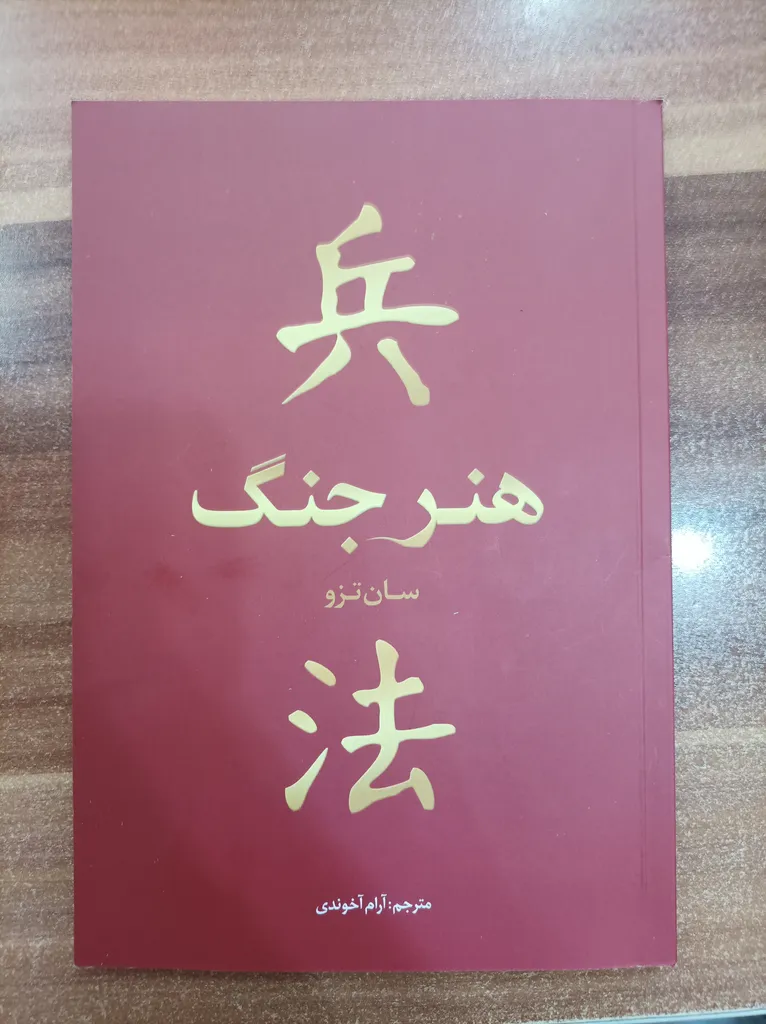 兵
هنر جنگ
سان تزو
法
مترجم: آرام آخوندی